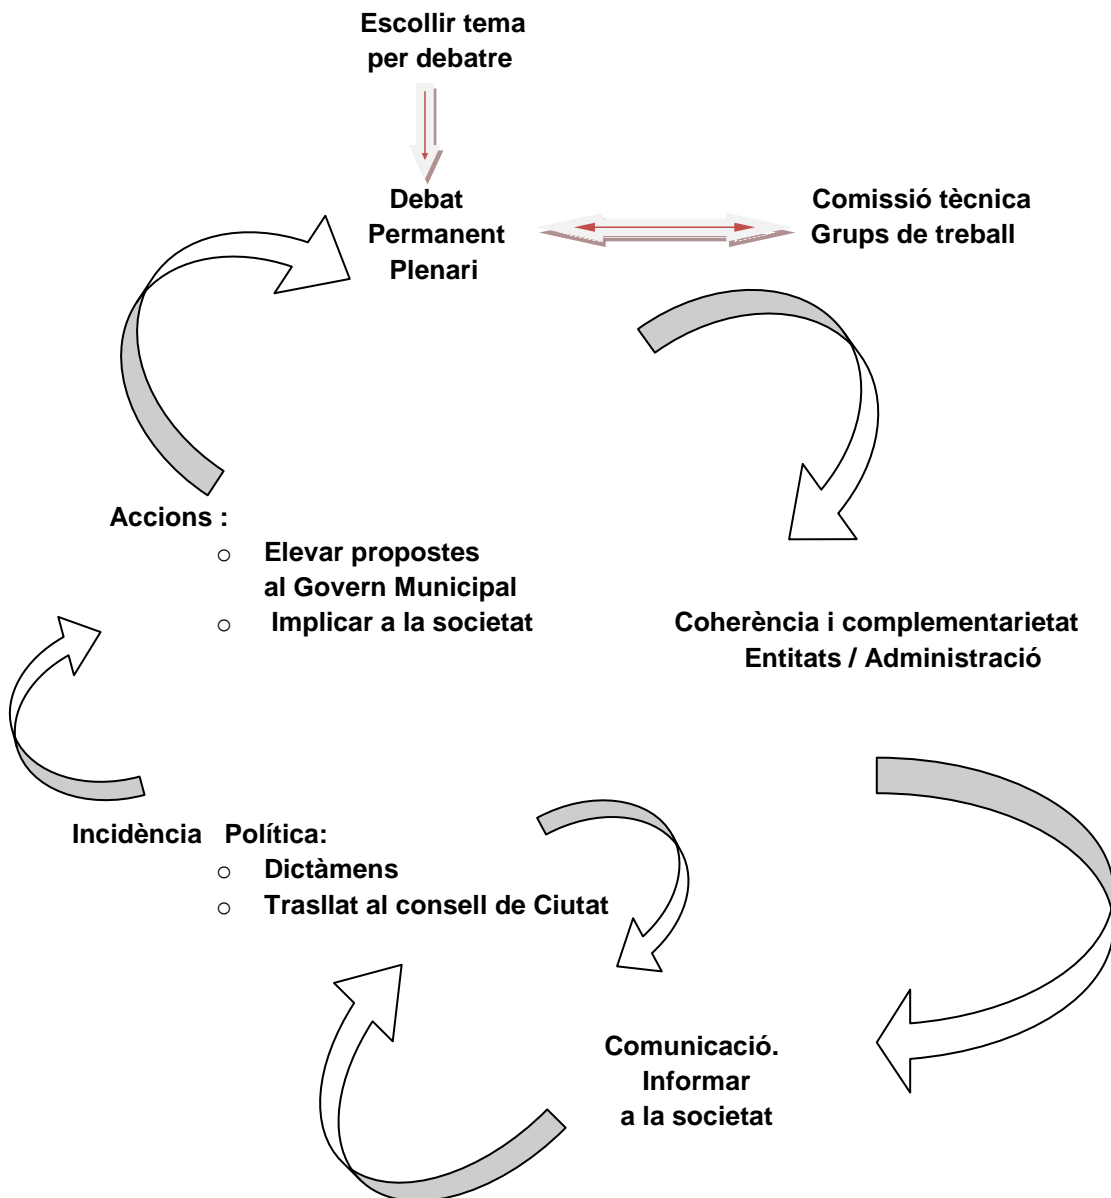 Escollir tema
per debatre
Debat
Permanent
Plenari
Comissió tècnica
Grups de treball
Accions :
o Elevar propostes
al Govern Municipal
o Implicar a la societat
Coherència i complementarietat
Entitats / Administració
Incidència Política:
o Dictàmens
o Trasllat al consell de Ciutat
Comunicació.
Informar
a la societat